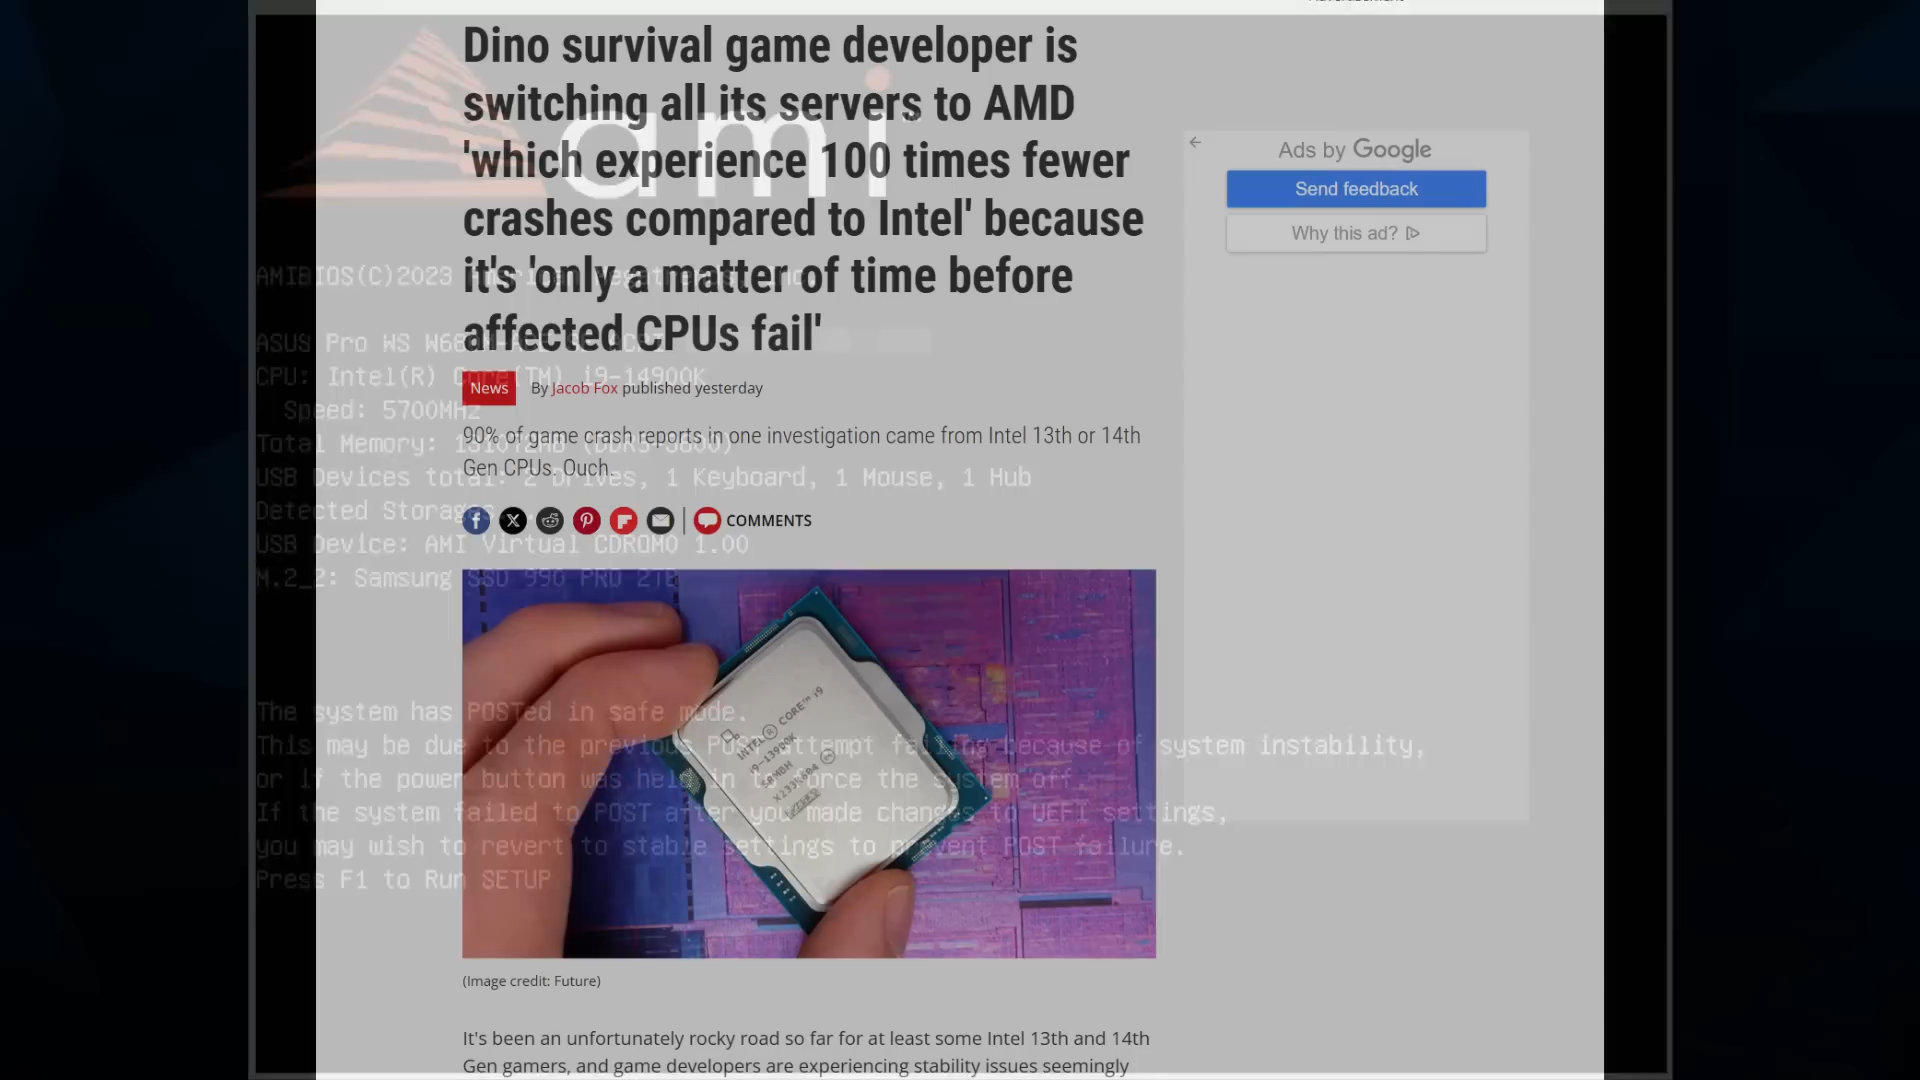 Dino survival game developer is
switching all its servers to AMD
'which experience 100 times fewer
crashes compared to Intel' because
it's 'only a matter of time before
affected CPUs fail'
News By Jacob Fox published yesterday
90% of game crash reports in one investigation came from Intel 13th or 14th
Gen CPUs. Ouch.
COMMENTS
INTEL® CORE™ i9
i9-13900K
(Image credit: Future)
It's been an unfortunately rocky road so far for at least some Intel 13th and 14th
Gen gamers, and game developers are experiencing stability issues seemingly
Ads by Google
Send feedback
Why this ad?
ami
AMIBIOS(C)2023 American Megatrends, Inc.
ASUS Pro WS
CPU: Intel(R) Core(TM) i9-14900K
Speed: 5700MHz
Total Memory:
USB Devices total: 2 Drives, 1 Keyboard, 1 Mouse, 1 Hub
Detected Storages
USB Device: AMI Virtual CDROM0 1.00
M.2_2: Samsung SSD 990 PRO 2TB
The system has POSTed in safe mode.
This may be due to the previous POST attempt failing because of system instability,
or if the power button was held in to force the system off.
If the system failed to POST after you made changes to UEFI settings,
you may wish to revert to stable settings to prevent POST failure.
Press F1 to Run SETUP